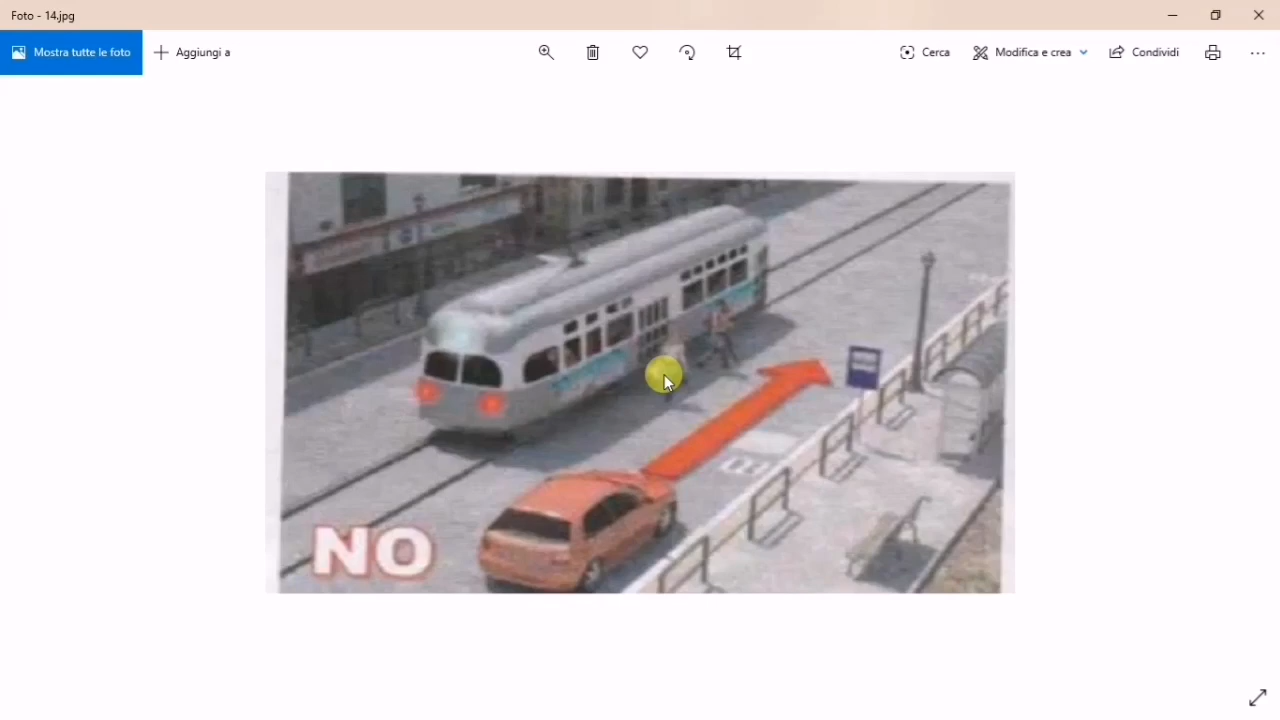 Foto - 14.jpg
Mostra tutte le foto
Aggiungi a
Cerca
Modifica e crea
Condividi
NO